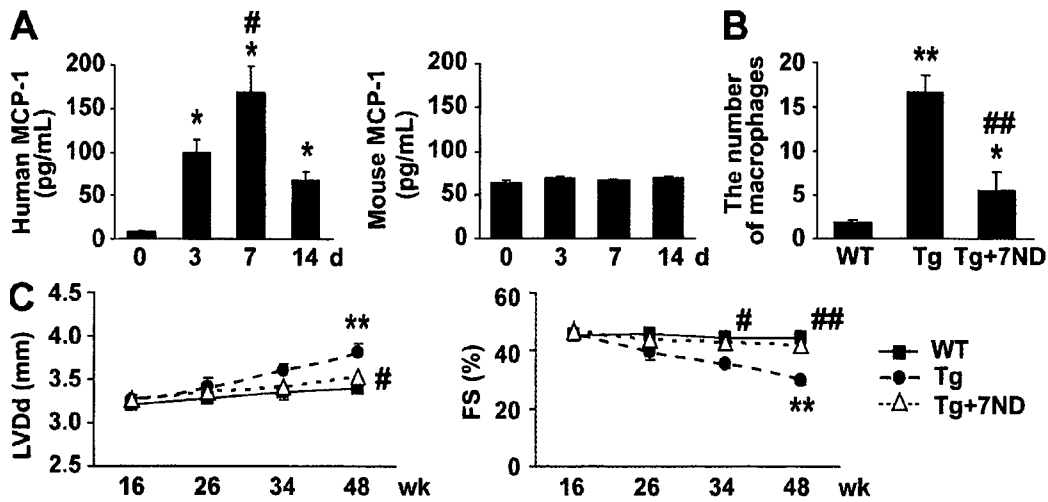 A
Human MCP-1
(pg/mL)
200
150
100
50
0
*
#
*
*
0 3 7 14 d
Mouse MCP-1
(pg/mL)
200
150
100
50
0
0 3 7 14 d
B
The number
of macrophages
20
15
10
5
0
**
##
*
WT Tg Tg+7ND
C
LVDd (mm)
4.5
4.0
3.5
3.0
2.5
**
#
16 26 34 48 wk
FS (%)
60
40
20
0
#
##
**
16 26 34 48 wk
WT
Tg
Tg+7ND